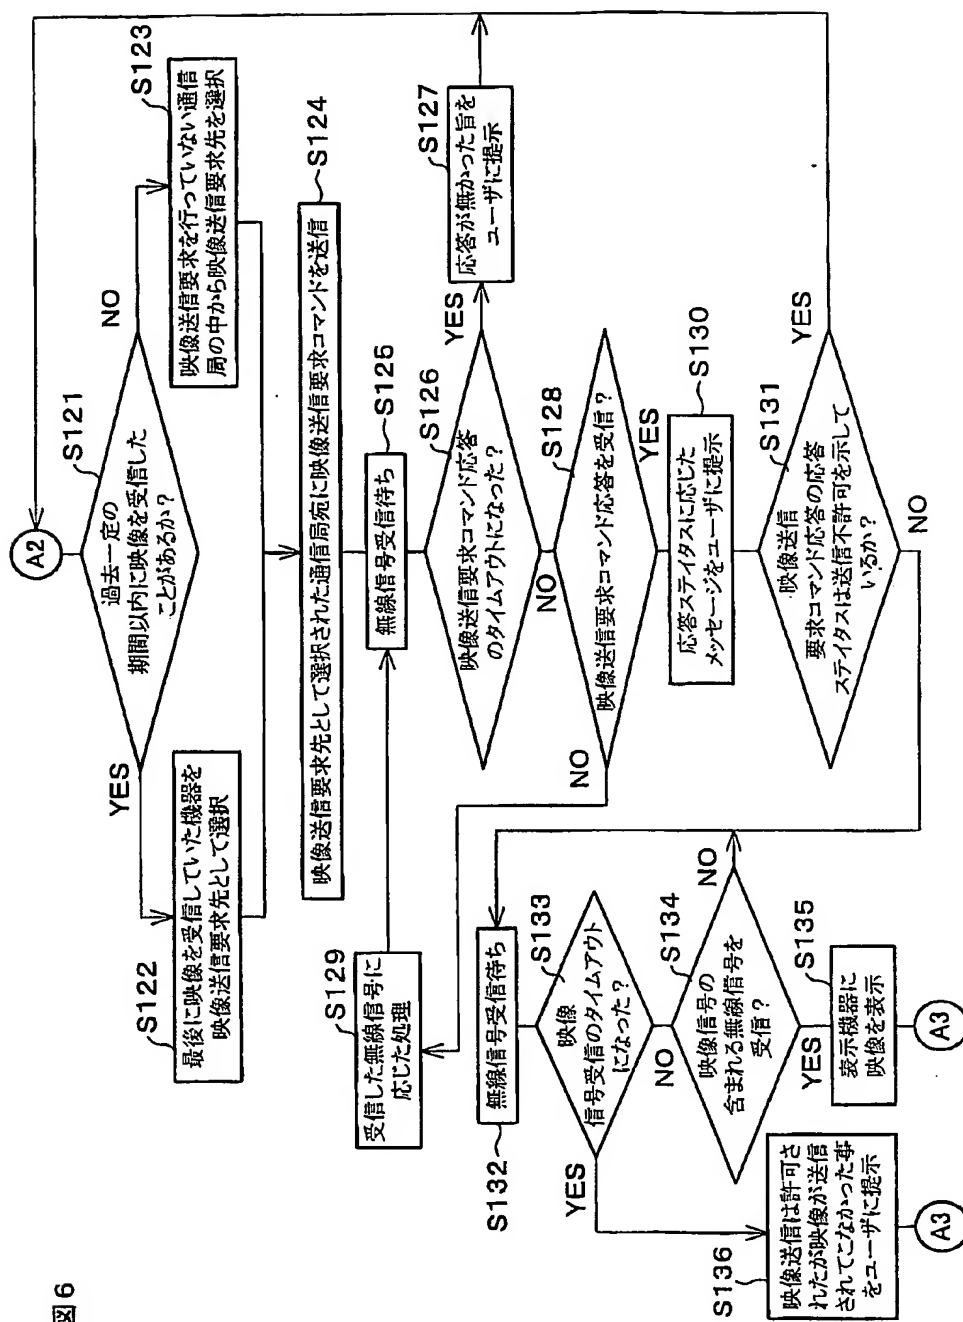 図6
A2
S121
過去一定の
期間以内に映像を受信した
ことがあるか?
YES
NO
S122
最後に映像を受信していた機器を
映像送信要求先として選択
S123
映像送信要求を行っていない通信
局の中から映像送信要求先を選択
S124
映像送信要求先として選択された通信局宛に映像送信要求コマンドを送信
S125
無線信号受信待ち
S126
映像送信要求コマンド応答
のタイムアウトになった?
YES
NO
S127
応答が無かった旨を
ユーザに提示
S128
映像送信要求コマンド応答を受信?
NO
YES
S129
受信した無線信号に
応じた処理
S130
応答ステイタスに応じた
メッセージをユーザに提示
S131
映像送信
要求コマンド応答の応答
ステイタスは送信不許可を示して
いるか?
YES
NO
S132
無線信号受信待ち
S133
映像
信号受信のタイムアウト
になった?
YES
NO
S134
映像信号の
含まれる無線信号を
受信?
NO
YES
S135
表示機器に
映像を表示
A3
S136
映像送信は許可さ
れたが映像が送信
されてこなかった事
をユーザに提示
A3